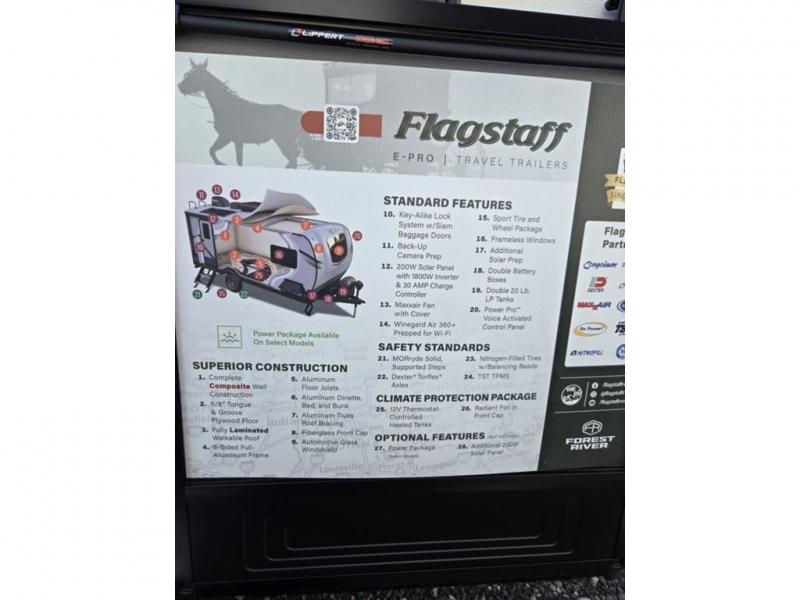 LIPPERT
Flagstaff
E-PRO | TRAVEL TRAILERS
STANDARD FEATURES
10. Key-Alike Lock
System w/Slam
Baggage Doors
11. Back-Up
Camera Prep
12. 200W Solar Panel
with 1800W Inverter
& 30 AMP Charge
Controller
13. Maxxair Fan
with Cover
14. Winegard Air 360+
Prepped for Wi-Fi
15. Sport Tire and
Wheel Package
16. Frameless Windows
17. Additional
Solar Prep
18. Double Battery
Boxes
19. Double 20 Lb.
LP Tanks
20. Power Pro™
Voice Activated
Control Panel
Power Package Available
On Select Models
SUPERIOR CONSTRUCTION
1. Complete
Composite Wall
Construction
2. 5/8" Tongue
& Groove
Plywood Floor
3. Fully Laminated
Walkable Roof
4. 6-Sided Full-
Aluminum Frame
5. Aluminum
Floor Joists
6. Aluminum Dinette,
Bed, and Bunk
7. Aluminum Truss
Roof Bracing
8. Fiberglass Front Cap
9. Automotive Glass
Windshield
SAFETY STANDARDS
21. MORryde Solid,
Supported Steps
22. Dexter® Torflex®
Axles
23. Nitrogen-Filled Tires
w/Balancing Beads
24. TST TPMS
CLIMATE PROTECTION PACKAGE
25. 12V Thermostat-
Controlled
Heated Tanks
26. Radiant Foil in
Front Cap
OPTIONAL FEATURES
27. Power Package
(Select Models)
28. Additional 200W
Solar Panel
Louisville
Frankfort
Lexington
Flag
Partn
DEXTER
MAXXAIR
Go Power!
NITROFILL
FOREST
RIVER